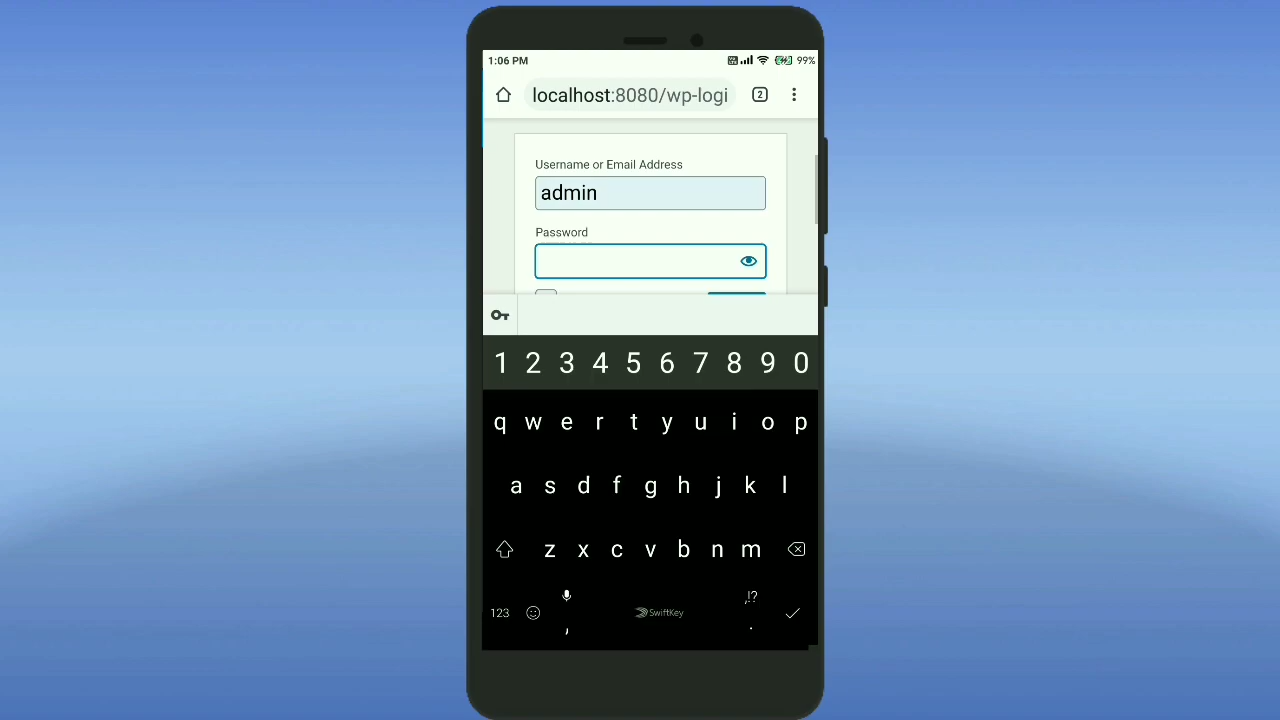 1:06 PM 99%
localhost:8080/wp-logi 2
Username or Email Address
admin
Password
1 2 3 4 5 6 7 8 9 0
q w e r t y u i o p
a s d f g h j k l
z x c v b n m
,!?
123 SwiftKey
, .